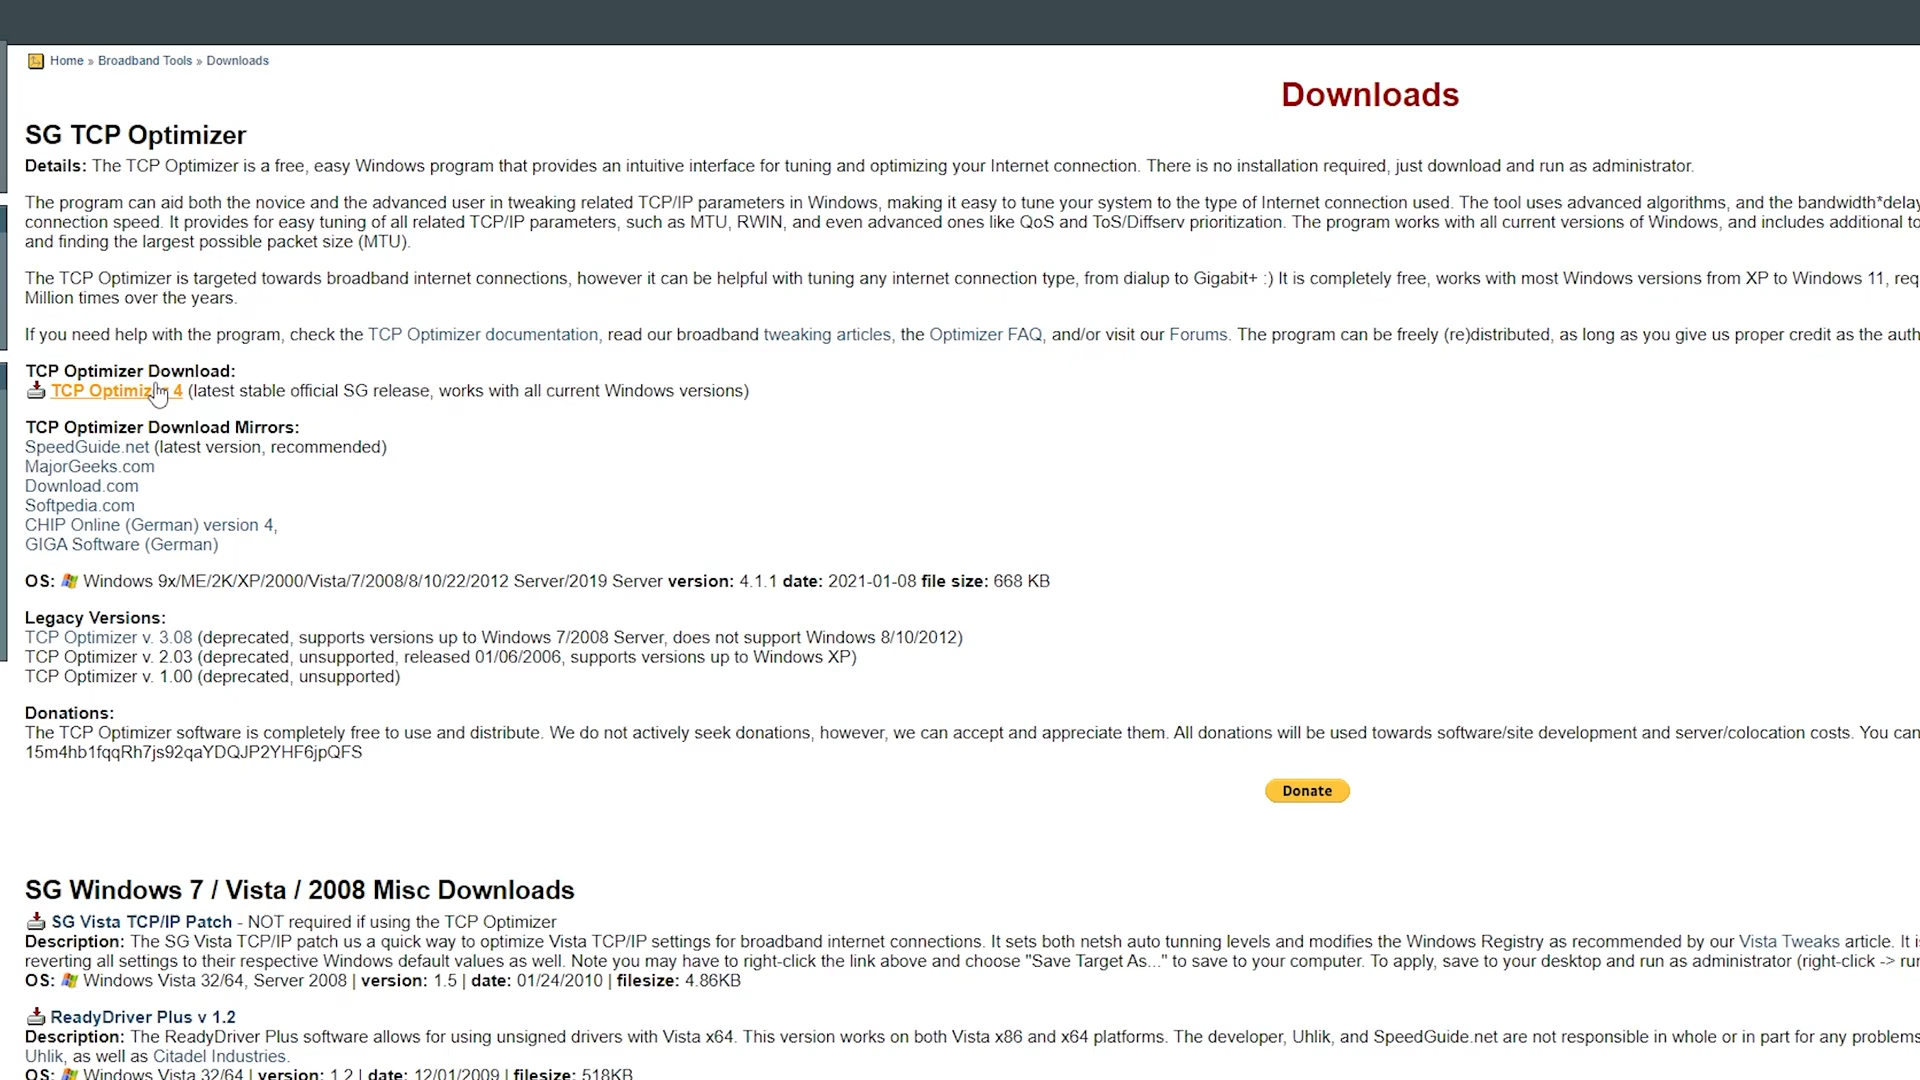 Home » Broadband Tools » Downloads
Downloads
SG TCP Optimizer
Details: The TCP Optimizer is a free, easy Windows program that provides an intuitive interface for tuning and optimizing your Internet connection. There is no installation required, just download and run as administrator.
The program can aid both the novice and the advanced user in tweaking related TCP/IP parameters in Windows, making it easy to tune your system to the type of Internet connection used. The tool uses advanced algorithms, and the bandwidth*delay
connection speed. It provides for easy tuning of all related TCP/IP parameters, such as MTU, RWIN, and even advanced ones like QoS and ToS/Diffserv prioritization. The program works with all current versions of Windows, and includes additional to
and finding the largest possible packet size (MTU).
The TCP Optimizer is targeted towards broadband internet connections, however it can be helpful with tuning any internet connection type, from dialup to Gigabit+ :) It is completely free, works with most Windows versions from XP to Windows 11, req
Million times over the years.
If you need help with the program, check the TCP Optimizer documentation, read our broadband tweaking articles, the Optimizer FAQ, and/or visit our Forums. The program can be freely (re)distributed, as long as you give us proper credit as the auth
TCP Optimizer Download:
TCP Optimizer 4 (latest stable official SG release, works with all current Windows versions)
TCP Optimizer Download Mirrors:
SpeedGuide.net (latest version, recommended)
MajorGeeks.com
Download.com
Softpedia.com
CHIP Online (German) version 4,
GIGA Software (German)
OS: Windows 9x/ME/2K/XP/2000/Vista/7/2008/8/10/22/2012 Server/2019 Server version: 4.1.1 date: 2021-01-08 file size: 668 KB
Legacy Versions:
TCP Optimizer v. 3.08 (deprecated, supports versions up to Windows 7/2008 Server, does not support Windows 8/10/2012)
TCP Optimizer v. 2.03 (deprecated, unsupported, released 01/06/2006, supports versions up to Windows XP)
TCP Optimizer v. 1.00 (deprecated, unsupported)
Donations:
The TCP Optimizer software is completely free to use and distribute. We do not actively seek donations, however, we can accept and appreciate them. All donations will be used towards software/site development and server/colocation costs. You can
15m4hb1fqqRh7js92qaYDQJP2YHF6jpQFS
Donate
SG Windows 7 / Vista / 2008 Misc Downloads
SG Vista TCP/IP Patch - NOT required if using the TCP Optimizer
Description: The SG Vista TCP/IP patch us a quick way to optimize Vista TCP/IP settings for broadband internet connections. It sets both netsh auto tunning levels and modifies the Windows Registry as recommended by our Vista Tweaks article. It is
reverting all settings to their respective Windows default values as well. Note you may have to right-click the link above and choose "Save Target As..." to save to your computer. To apply, save to your desktop and run as administrator (right-click -> run
OS: Windows Vista 32/64, Server 2008 | version: 1.5 | date: 01/24/2010 | filesize: 4.86KB
ReadyDriver Plus v 1.2
Description: The ReadyDriver Plus software allows for using unsigned drivers with Vista x64. This version works on both Vista x86 and x64 platforms. The developer, Uhlik, and SpeedGuide.net are not responsible in whole or in part for any problems
Uhlik, as well as Citadel Industries.
OS: Windows Vista 32/64 | version: 1.2 | date: 12/01/2009 | filesize: 518KB